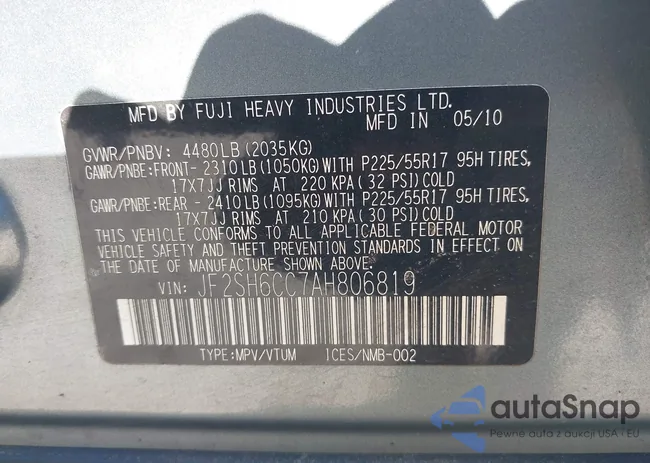 MFD BY FUJI HEAVY INDUSTRIES LTD.
MFD IN 05/10
GVWR/PNBV: 4480LB (2035KG)
GAWR/PNBE:FRONT- 2310LB (1050KG) WITH P225/55R17 95H TIRES,
17X7JJ RIMS AT 220 KPA (32 PSI) COLD
GAWR/PNBE:REAR - 2410LB (1095KG) WITH P225/55R17 95H TIRES,
17X7JJ RIMS AT 210 KPA (30 PSI) COLD
THIS VEHICLE CONFORMS TO ALL APPLICABLE FEDERAL MOTOR
VEHICLE SAFETY AND THEFT PREVENTION STANDARDS IN EFFECT ON
THE DATE OF MANUFACTURE SHOWN ABOVE.
VIN: JF2SH6CC7AH806819
TYPE:MPV/VTUM ICES/NMB-002
autoSnap
Pewne auta z aukcji USA i EU